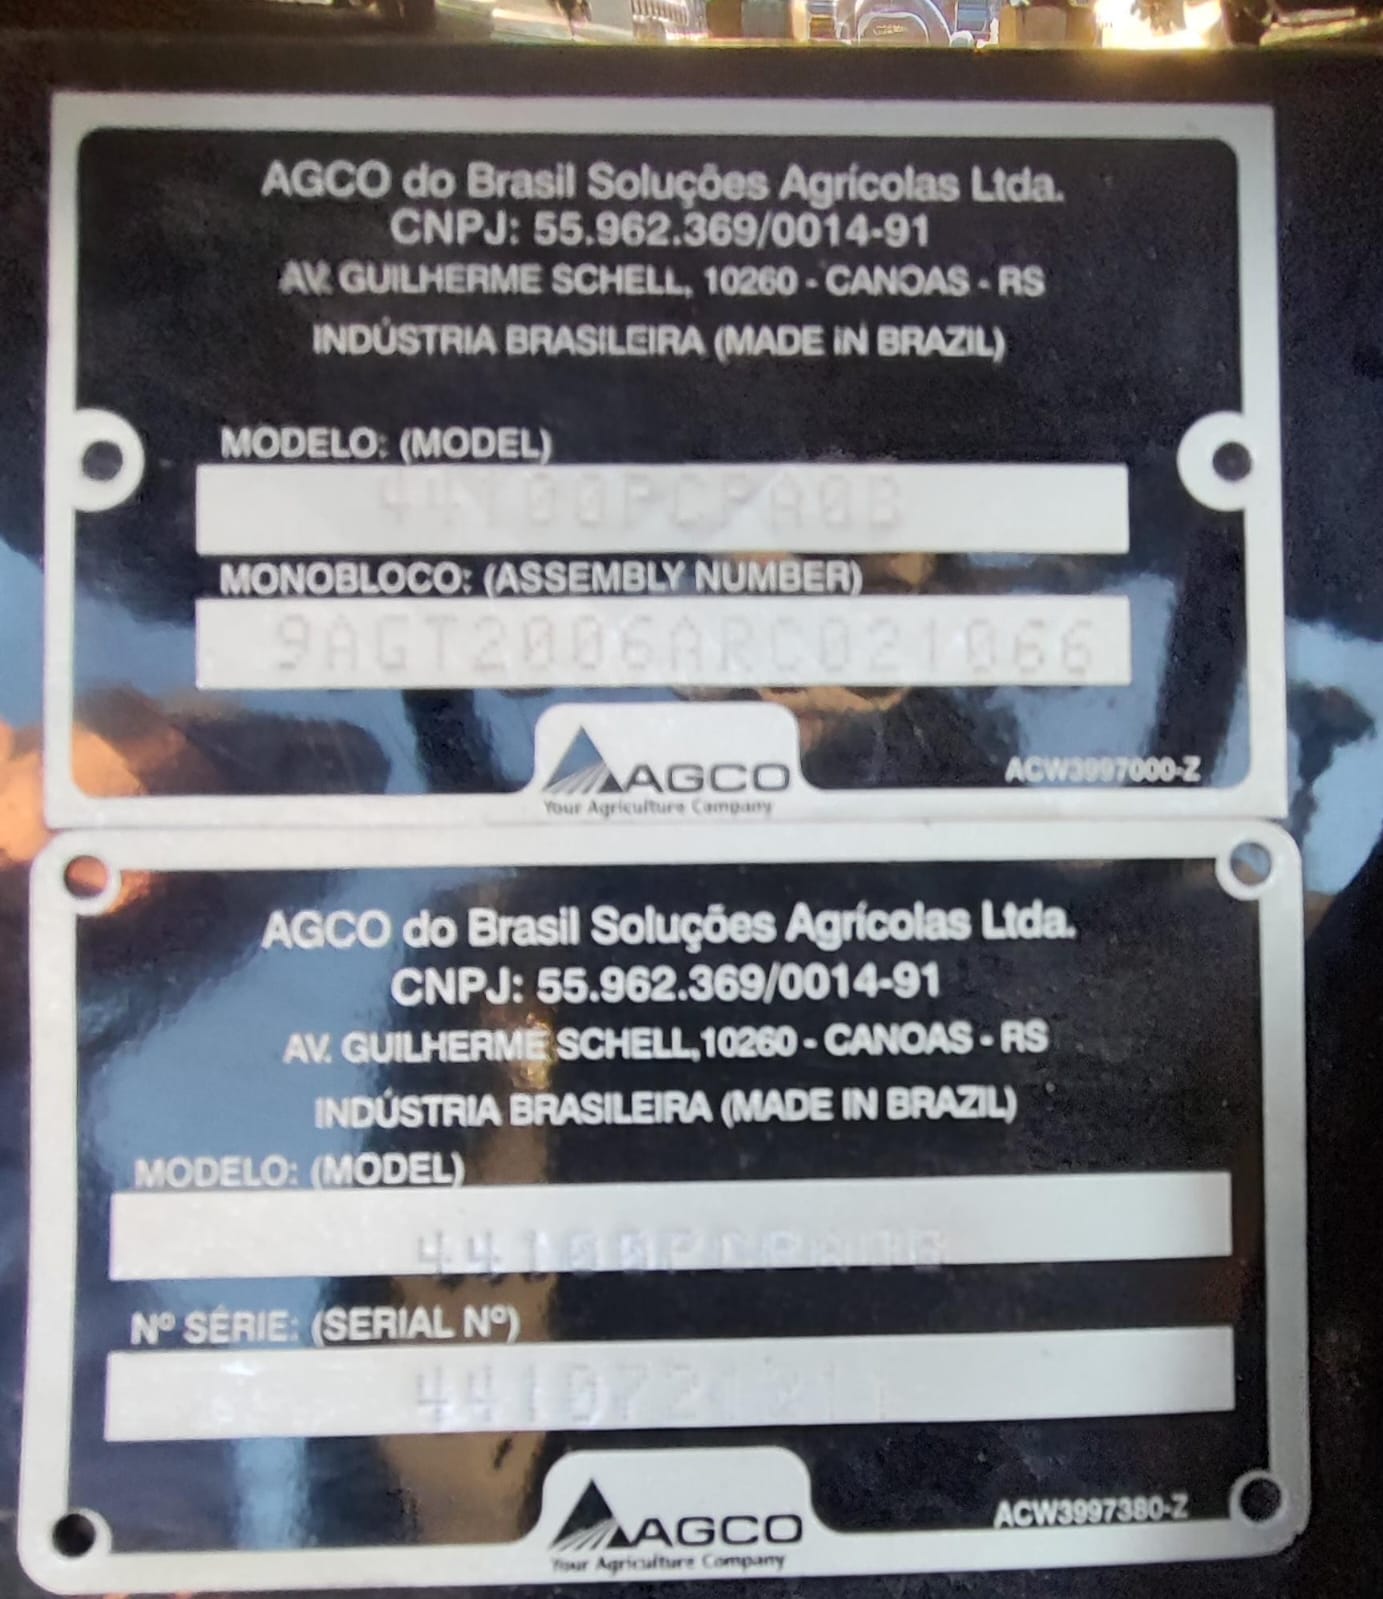 AGCO do Brasil Soluções Agrícolas Ltda.
CNPJ: 55.962.369/0014-91
AV. GUILHERME SCHELL, 10260 - CANOAS - RS
INDÚSTRIA BRASILEIRA (MADE IN BRAZIL)
MODELO: (MODEL)
MONOBLOCO: (ASSEMBLY NUMBER)
9AGT2006ARC021066
AGCO
Your Agriculture Company
ACW3997000-Z
AGCO do Brasil Soluções Agrícolas Ltda.
CNPJ: 55.962.369/0014-91
AV. GUILHERME SCHELL,10260 - CANOAS - RS
INDÚSTRIA BRASILEIRA (MADE IN BRAZIL)
MODELO: (MODEL)
Nº SÉRIE: (SERIAL Nº)
AGCO
Your Agriculture Company
ACW3997380-Z